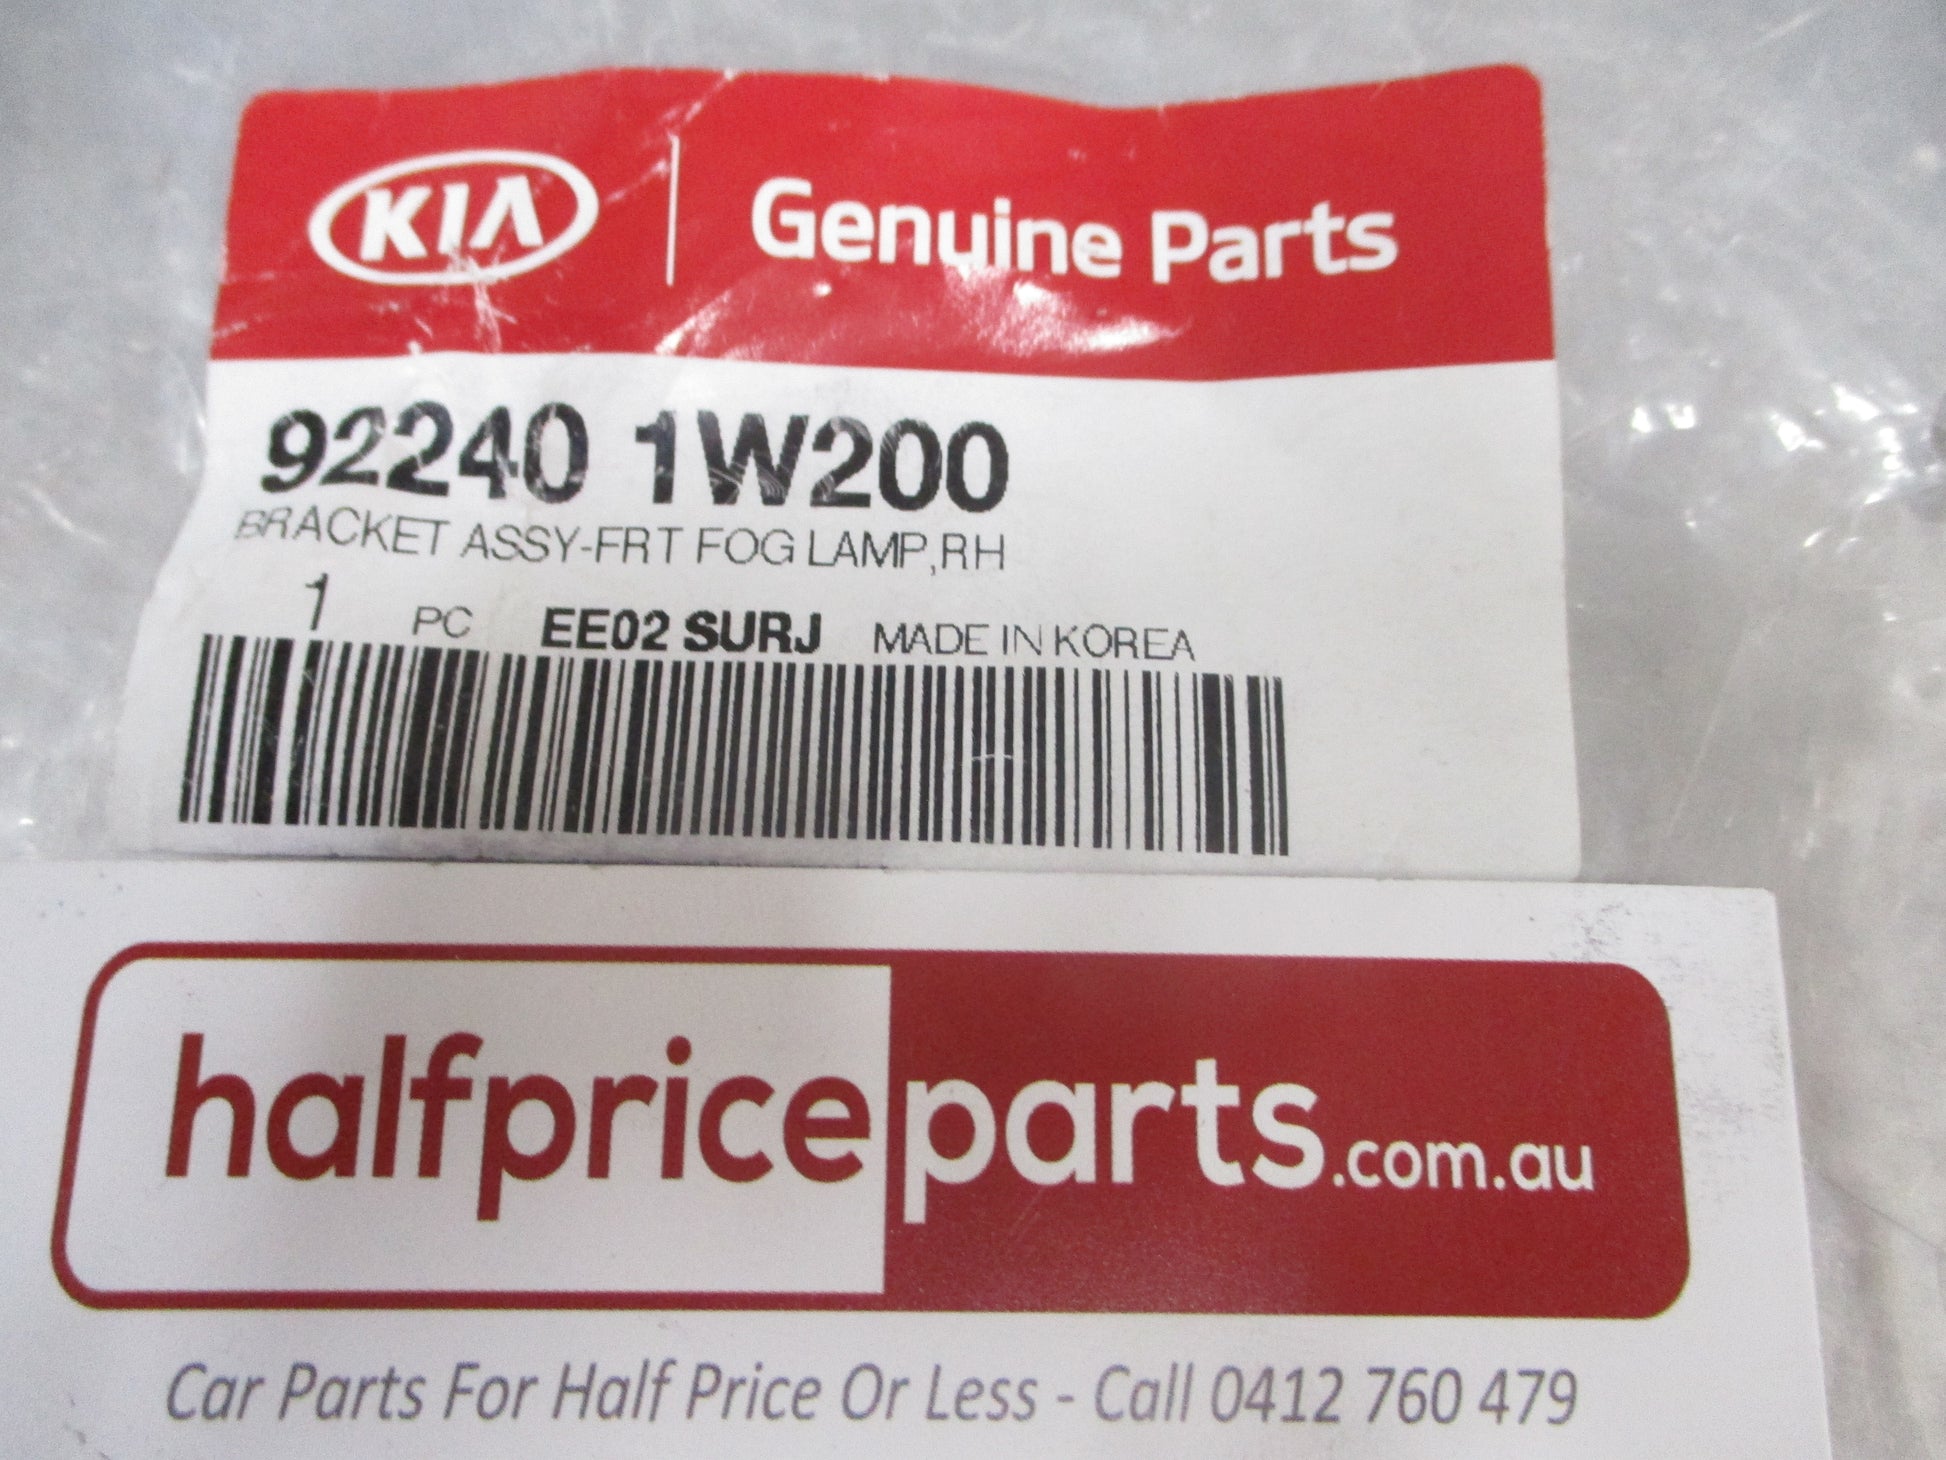 KIA Genuine Parts
92240 1W200
BRACKET ASSY-FRT FOG LAMP,RH
1 PC EE02 SURJ MADE IN KOREA
halfpriceparts.com.au
Car Parts For Half Price Or Less - Call 0412 760 479